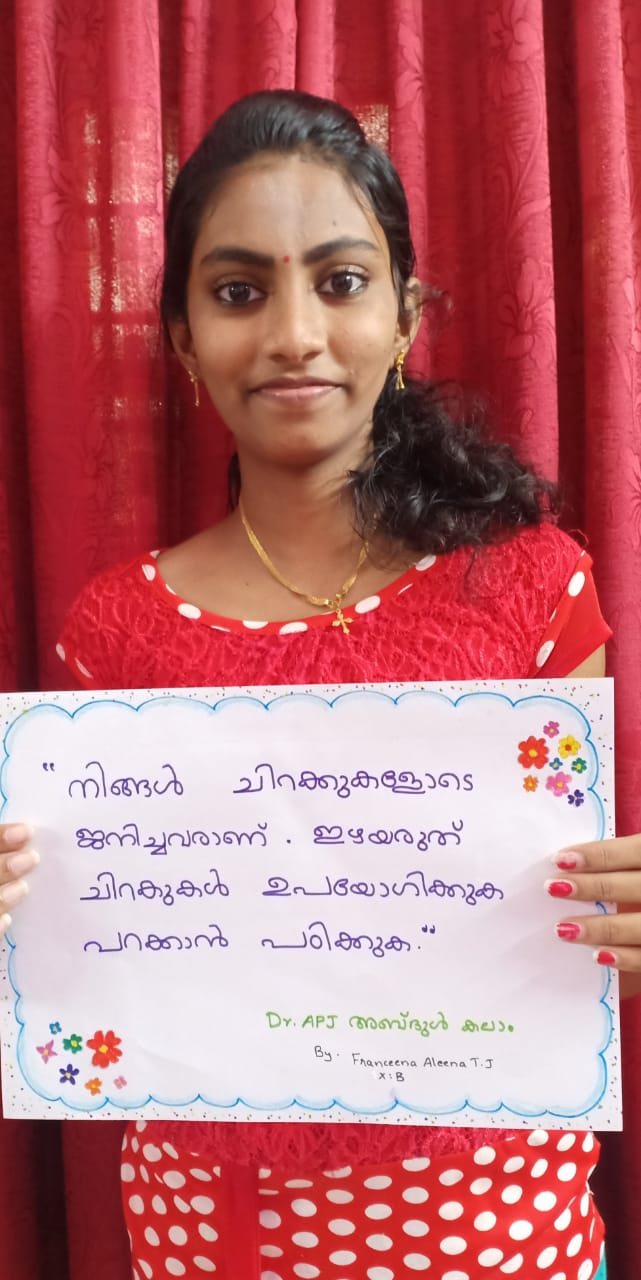 “നിങ്ങൾ ചിറക്കുകളോടെ
ജനിച്ചവരാണ്. ഇഴയരുത്
ചിറകുകൾ ഉപയോഗിക്കുക
പറക്കാൻ പഠിക്കുക.”
Dr. APJ അബ്ദുൾ കലാം
By. Franceena Aleena T.J
X:B